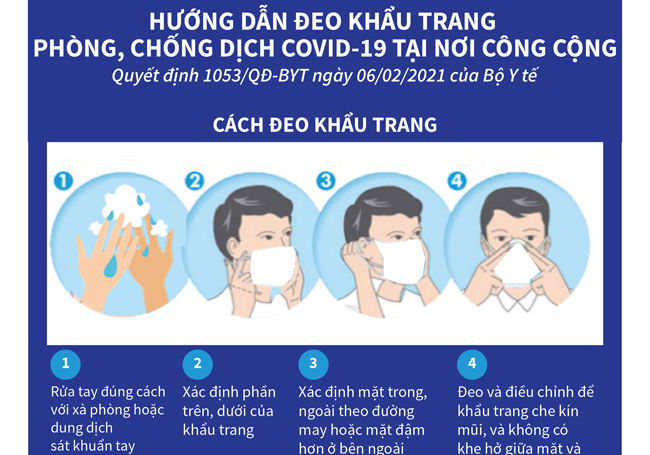 HƯỚNG DẪN ĐEO KHẨU TRANG
PHÒNG, CHỐNG DỊCH COVID-19 TẠI NƠI CÔNG CỘNG
Quyết định 1053/QĐ-BYT ngày 06/02/2021 của Bộ Y tế
CÁCH ĐEO KHẨU TRANG
1 2 3 4
1
Rửa tay đúng cách
với xà phòng hoặc
dung dịch
sát khuẩn tay
2
Xác định phần
trên, dưới của
khẩu trang
3
Xác định mặt trong,
ngoài theo đường
may hoặc mặt đậm
hơn ở bên ngoài
4
Đeo và điều chỉnh để
khẩu trang che kín
mũi, và không có
khe hở giữa mặt và